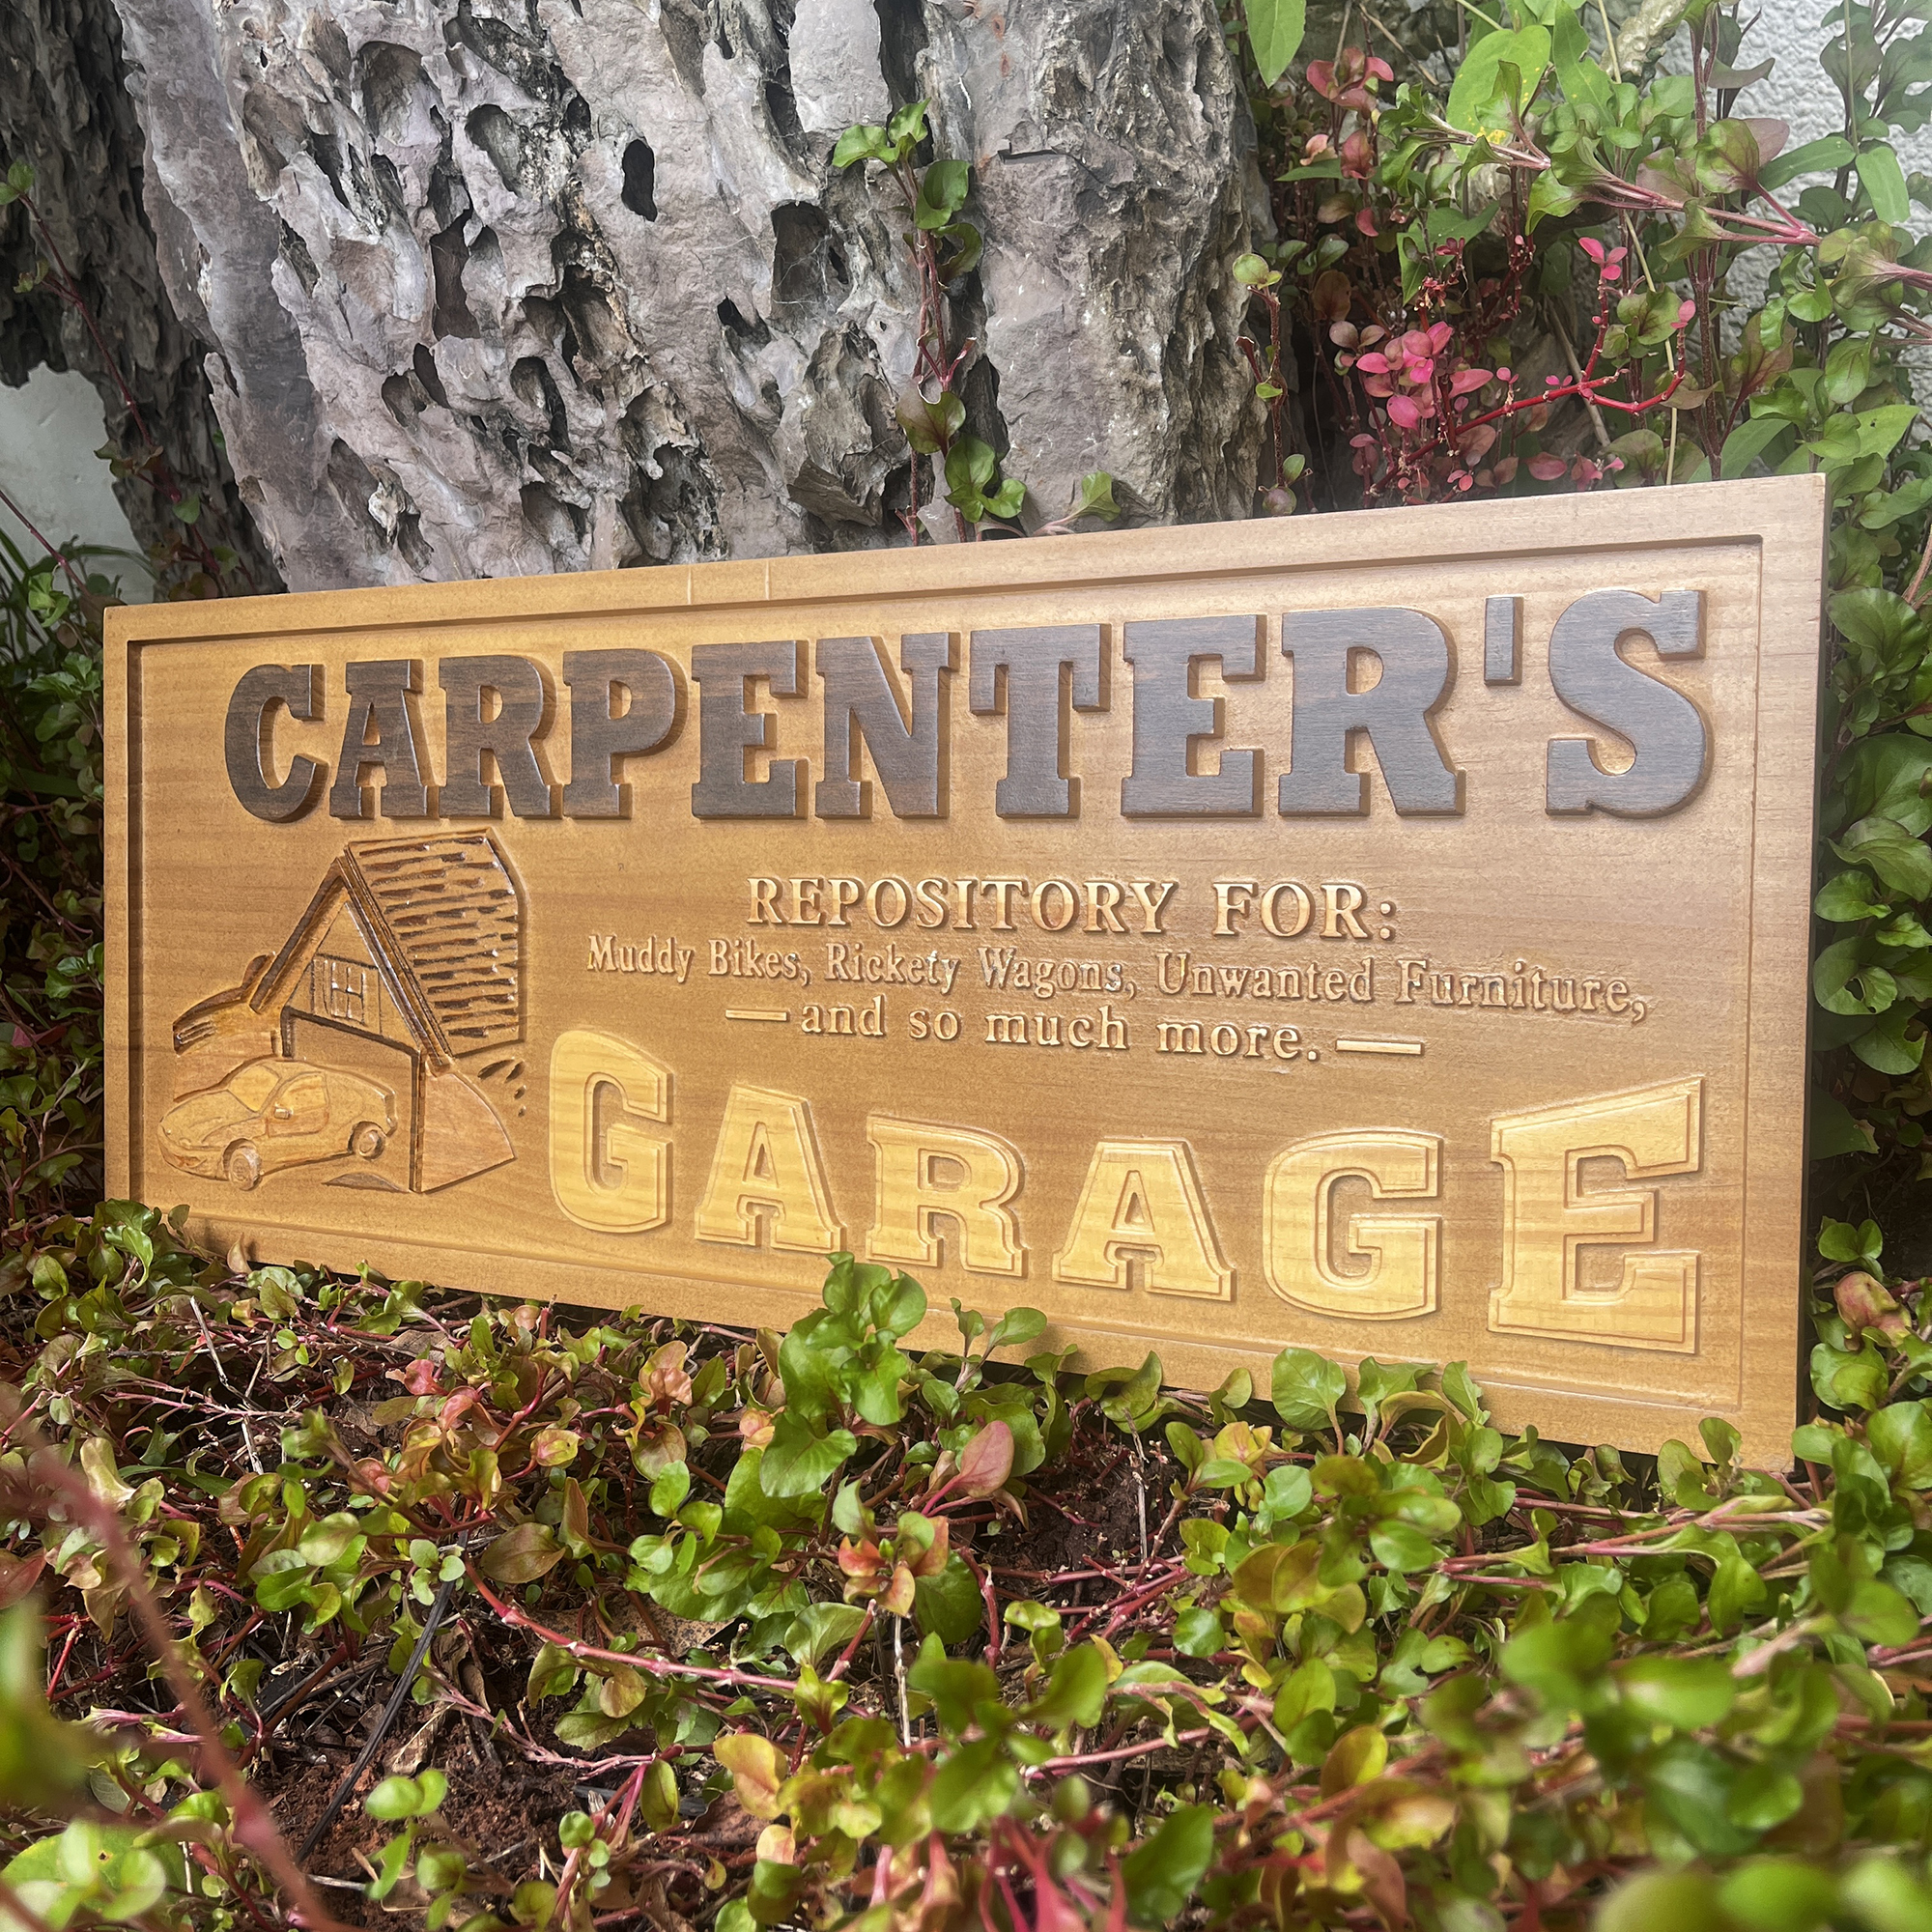 CARPENTER'S
REPOSITORY FOR:
Muddy Bikes, Rickety Wagons, Unwanted Furniture,
— and so much more. —
GARAGE